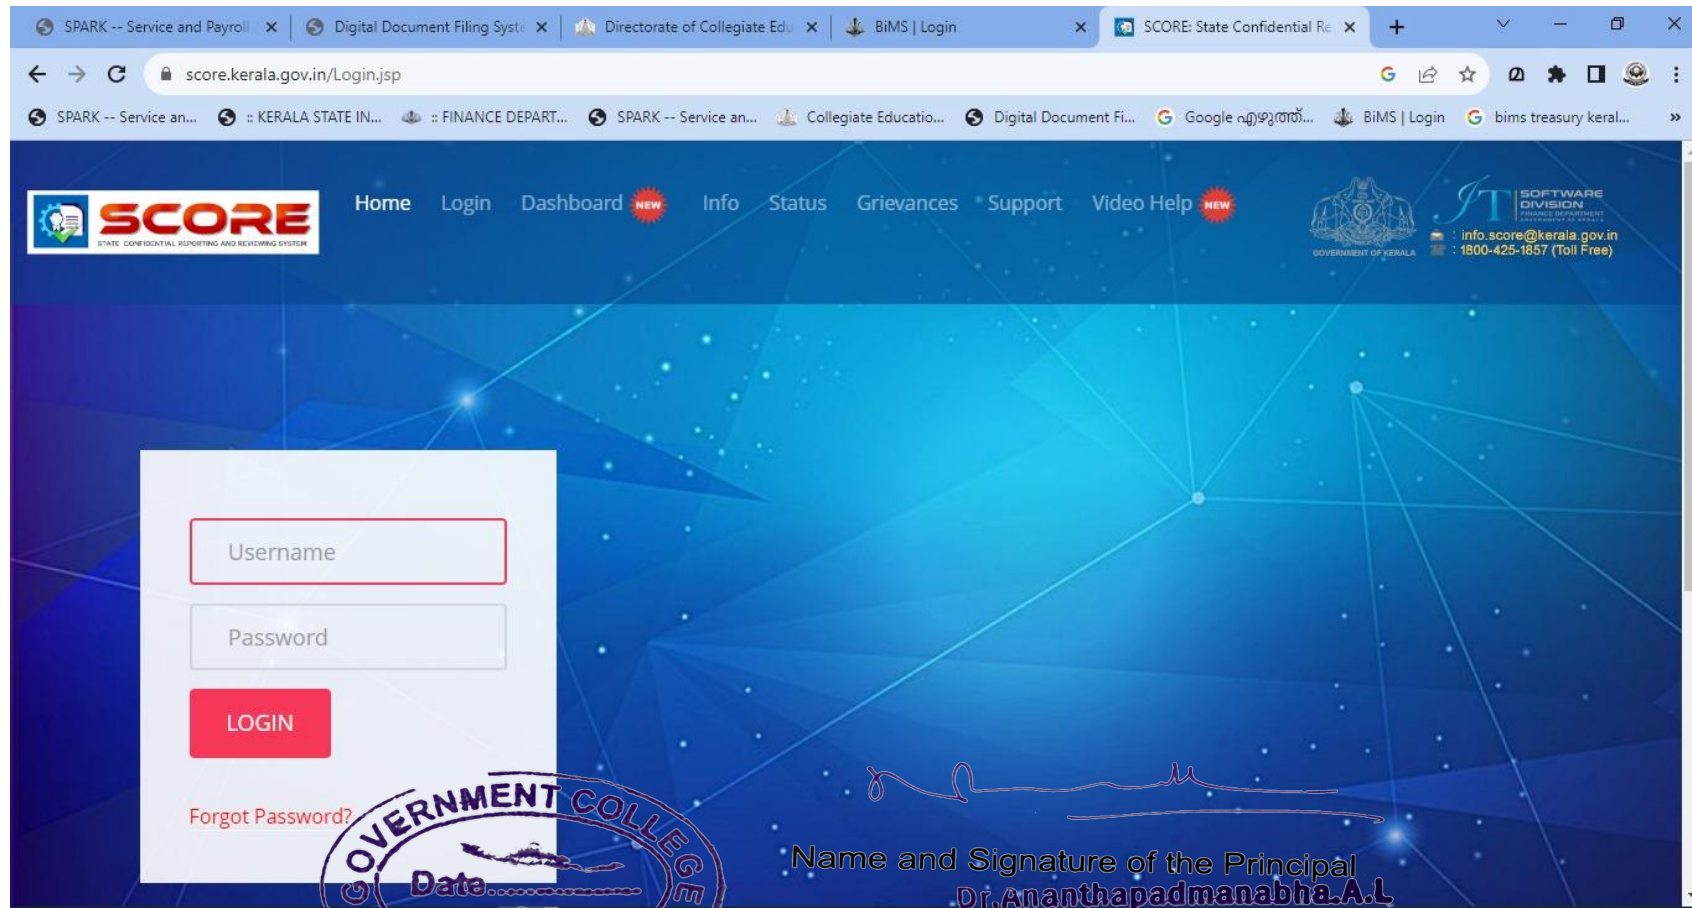 SPARK -- Service and Payroll
Digital Document Filing Syste
Directorate of Collegiate Edu
BiMS | Login
SCORE: State Confidential Re
score.kerala.gov.in/Login.jsp
SPARK -- Service an...
:: KERALA STATE IN...
:: FINANCE DEPART...
SPARK -- Service an...
Collegiate Educatio...
Digital Document Fi...
Google എഴുത്ത്...
BiMS | Login
bims treasury keral...
SCORE
STATE CONFIDENTIAL REPORTING AND REVIEWING SYSTEM
Home
Login
Dashboard NEW
Info
Status
Grievances
Support
Video Help NEW
GOVERNMENT OF KERALA
IT SOFTWARE
DIVISION
FINANCE DEPARTMENT
GOVERNMENT OF KERALA
: info.score@kerala.gov.in
: 1800-425-1857 (Toll Free)
Username
Password
LOGIN
Forgot Password?
GOVERNMENT COLLEGE
Date..................
Name and Signature of the Principal
Dr.Ananthapadmanabha.A.L